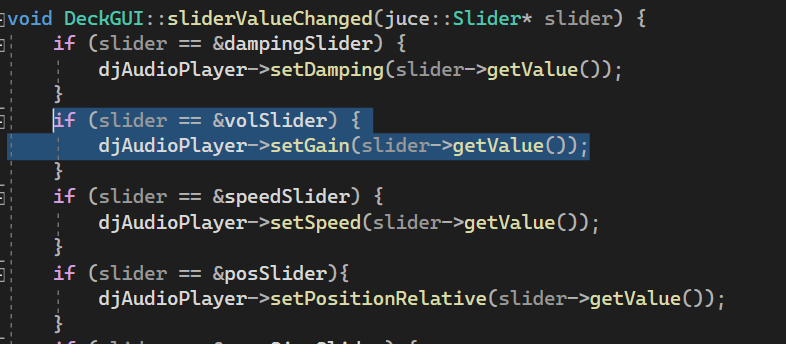 void DeckGUI::sliderValueChanged(juce::Slider* slider) {
if (slider == &dampingSlider) {
djAudioPlayer->setDamping(slider->getValue());
}
if (slider == &volSlider) {
djAudioPlayer->setGain(slider->getValue());
}
if (slider == &speedSlider) {
djAudioPlayer->setSpeed(slider->getValue());
}
if (slider == &posSlider){
djAudioPlayer->setPositionRelative(slider->getValue());
}